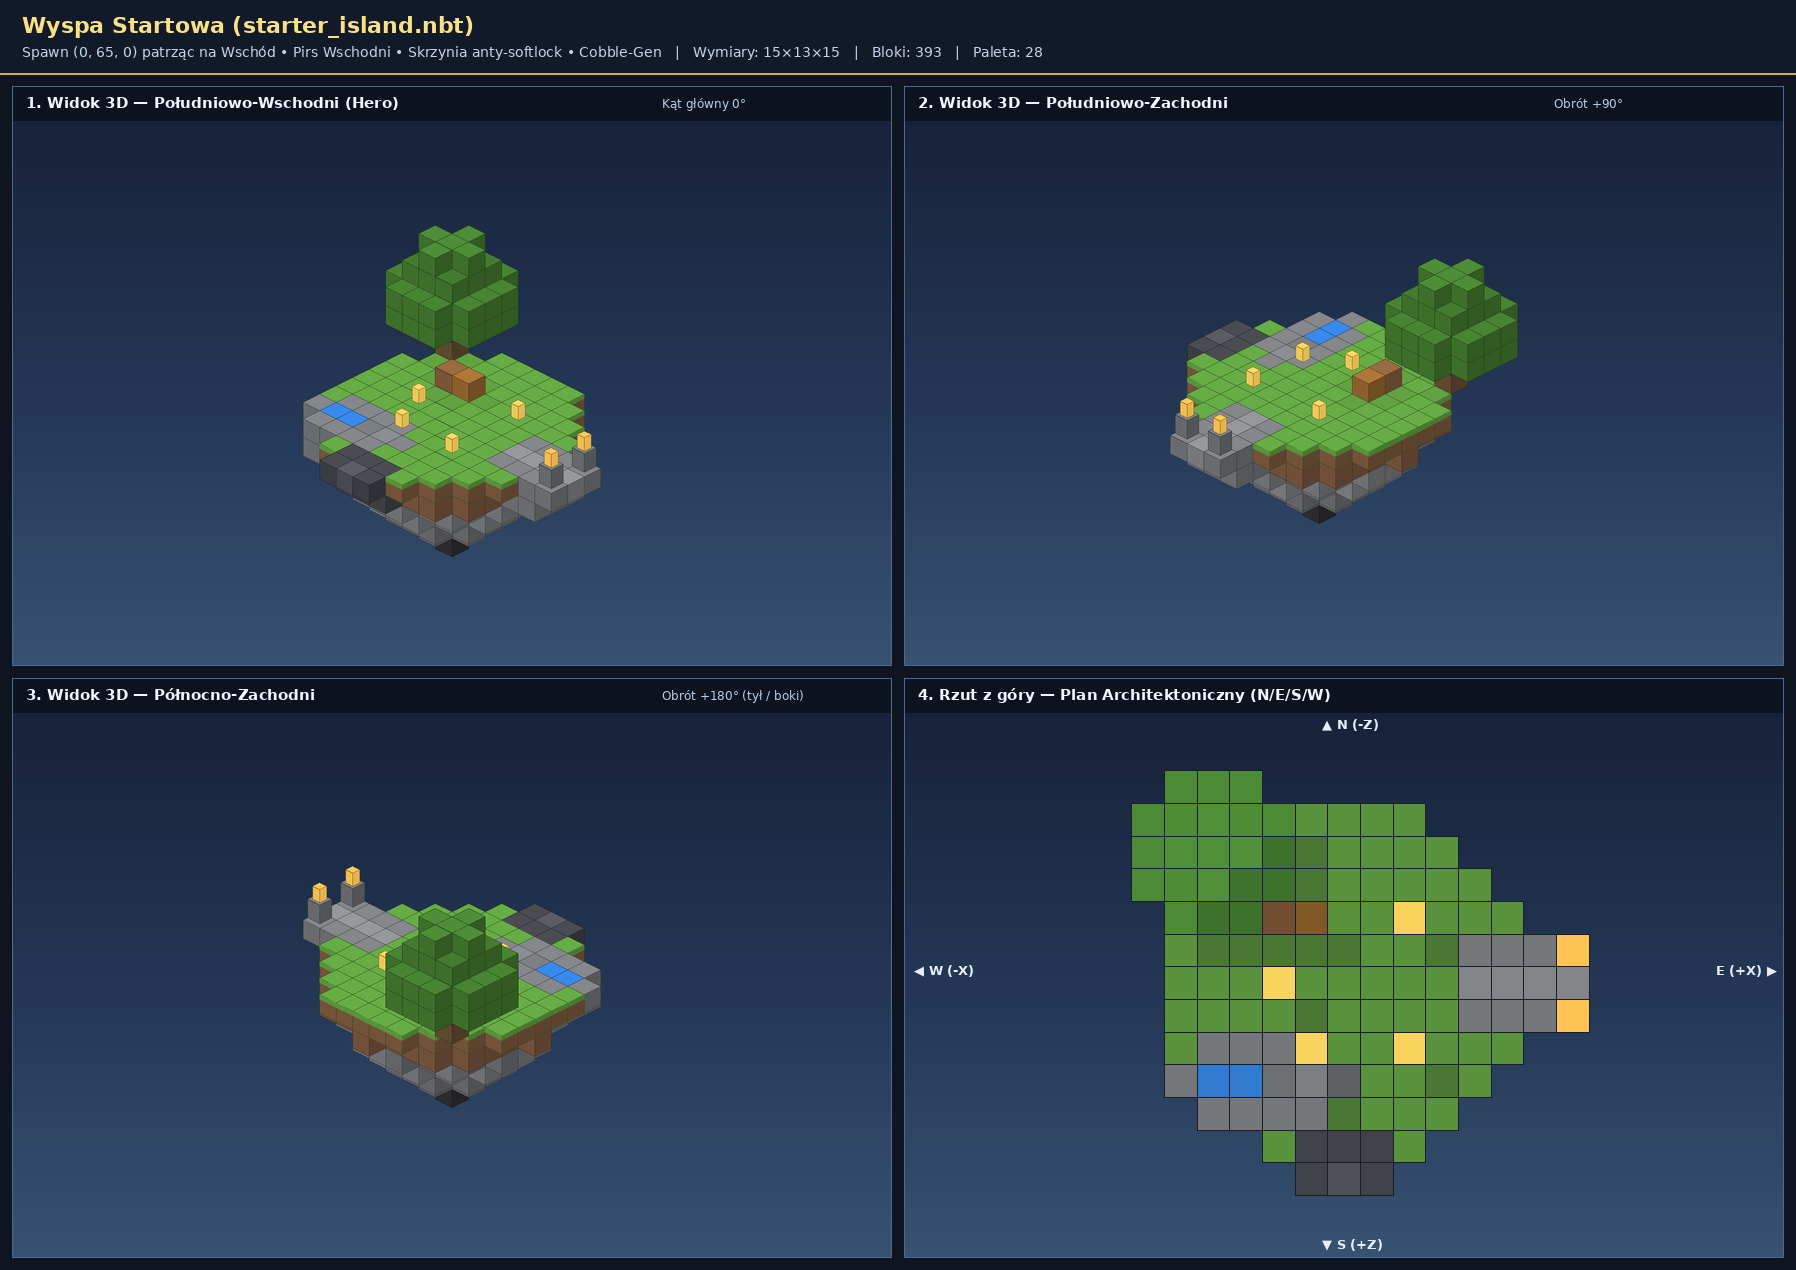 Wyspa Startowa (starter_island.nbt)
Spawn (0, 65, 0) patrząc na Wschód • Pirs Wschodni • Skrzynia anty-softlock • Cobble-Gen | Wymiary: 15×13×15 | Bloki: 393 | Paleta: 28
1. Widok 3D — Południowo-Wschodni (Hero)
Kąt główny 0°
2. Widok 3D — Południowo-Zachodni
Obrót +90°
3. Widok 3D — Północno-Zachodni
Obrót +180° (tył / boki)
4. Rzut z góry — Plan Architektoniczny (N/E/S/W)
▲ N (-Z)
◀ W (-X)
E (+X) ▶
▼ S (+Z)